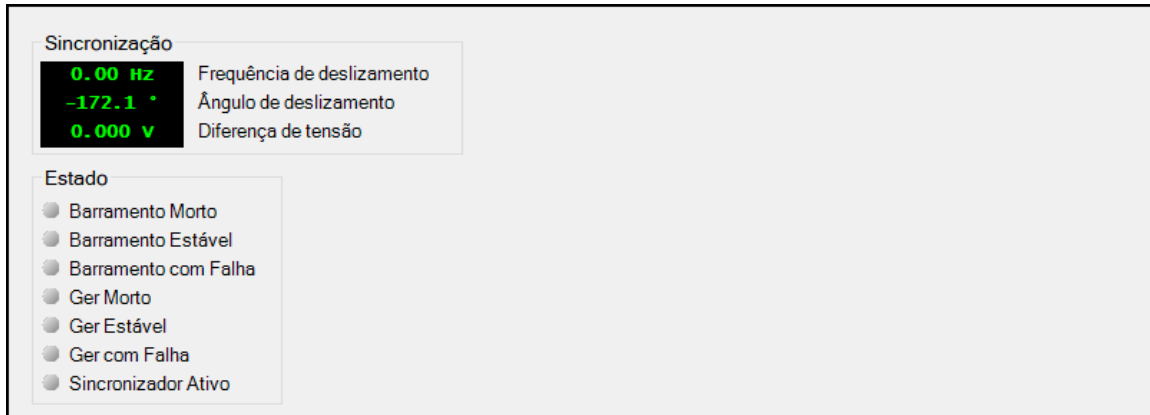 Sincronização
0.00 Hz Frequência de deslizamento
-172.1 ° Ângulo de deslizamento
0.000 V Diferença de tensão
Estado
Barramento Morto
Barramento Estável
Barramento com Falha
Ger Morto
Ger Estável
Ger com Falha
Sincronizador Ativo